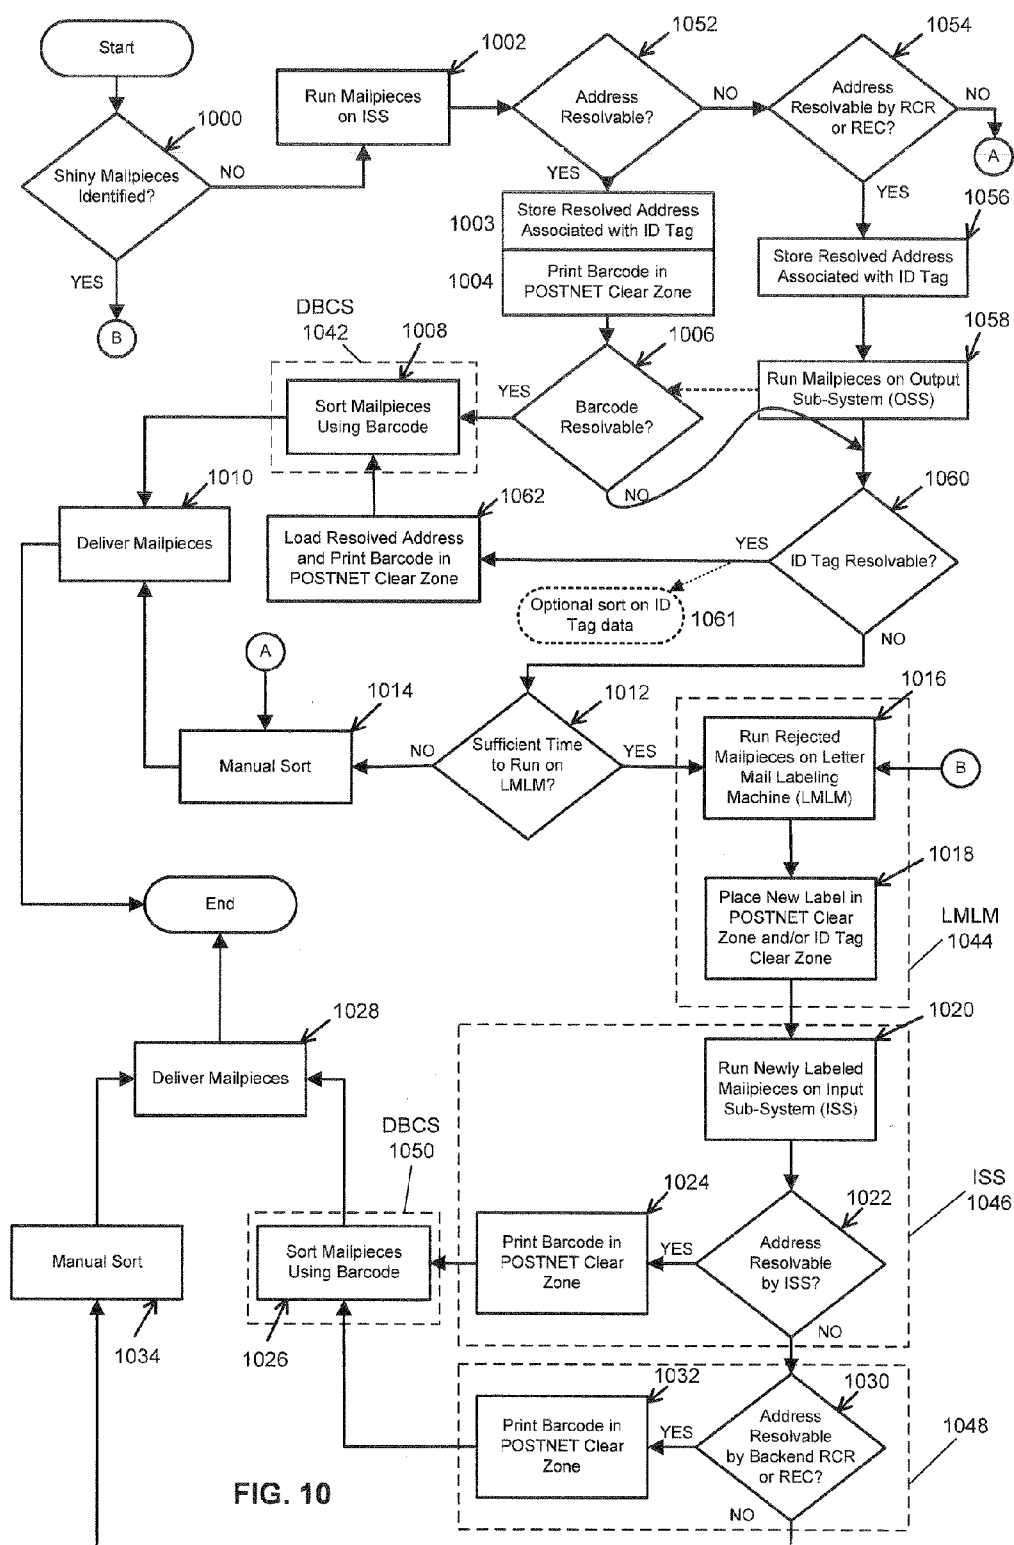 Start
1000
Shiny Mailpieces
Identified?
NO
YES
B
1002
Run Mailpieces
on ISS
1052
Address
Resolvable?
NO
YES
1054
Address
Resolvable by RCR
or REC?
NO
A
YES
1003
Store Resolved Address
Associated with ID Tag
1004
Print Barcode in
POSTNET Clear Zone
1056
Store Resolved Address
Associated with ID Tag
1058
Run Mailpieces on Output
Sub-System (OSS)
1006
Barcode
Resolvable?
YES
NO
DBCS
1042
1008
Sort Mailpieces
Using Barcode
1010
Deliver Mailpieces
1062
Load Resolved Address
and Print Barcode in
POSTNET Clear Zone
1060
ID Tag Resolvable?
YES
NO
Optional sort on ID
Tag data
1061
A
1014
Manual Sort
1012
Sufficient Time
to Run on
LMLM?
NO
YES
1016
Run Rejected
Mailpieces on Letter
Mail Labeling
Machine (LMLM)
B
1018
Place New Label in
POSTNET Clear
Zone and/or ID Tag
Clear Zone
LMLM
1044
End
1028
Deliver Mailpieces
1020
Run Newly Labeled
Mailpieces on Input
Sub-System (ISS)
ISS
1046
1022
Address
Resolvable
by ISS?
YES
NO
1024
Print Barcode in
POSTNET Clear
Zone
DBCS
1050
Sort Mailpieces
Using Barcode
1026
Manual Sort
1034
1030
Address
Resolvable
by Backend RCR
or REC?
YES
NO
1032
Print Barcode in
POSTNET Clear
Zone
1048
FIG. 10